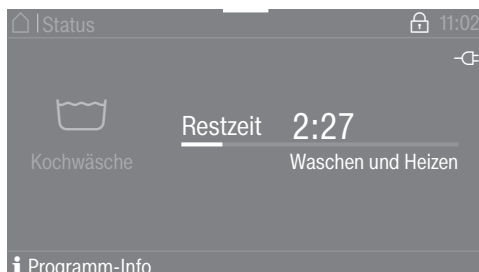 Status 11:02
Restzeit 2:27
Kochwäsche Waschen und Heizen
Programm-Info